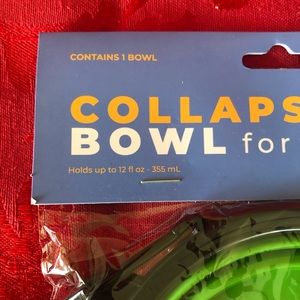 CONTAINS 1 BOWL
COLLAPS
BOWL for
Holds up to 12 fl oz - 355 mL